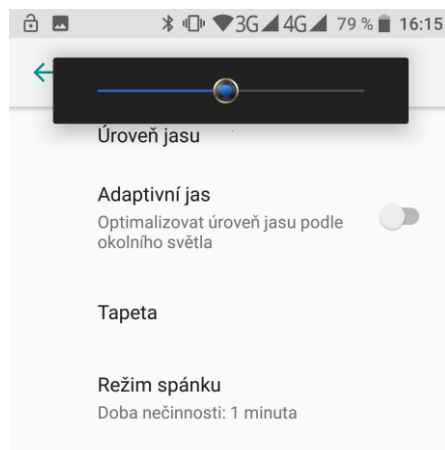 3G 4G 79 % 16:15
Úroveň jasu
Adaptivní jas
Optimalizovat úroveň jasu podle
okolního světla
Tapeta
Režim spánku
Doba nečinnosti: 1 minuta